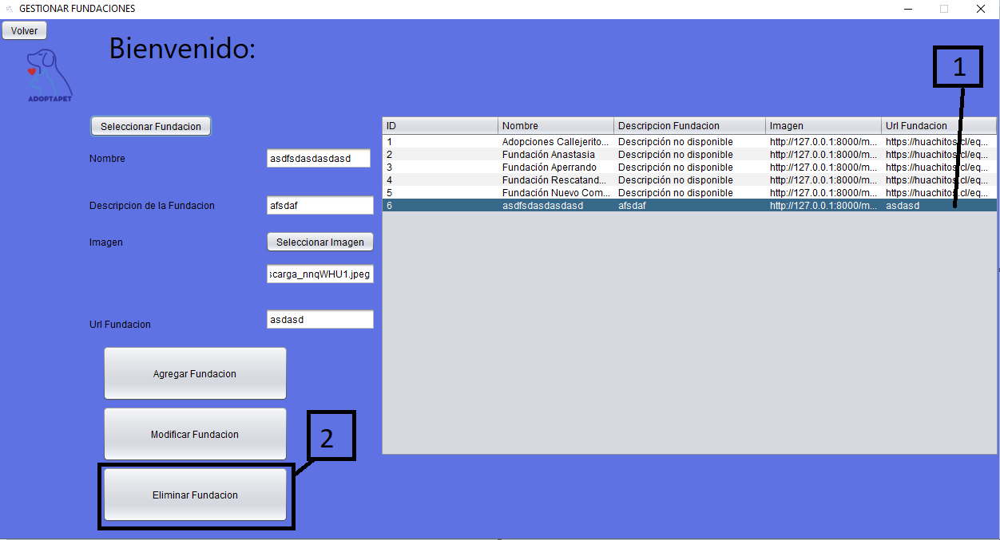 GESTIONAR FUNDACIONES
Volver
Bienvenido:
ADOPTAPET
1
Seleccionar Fundacion
Nombre asdfsdasdasdasd
Descripcion de la Fundacion afsdaf
Imagen Seleccionar Imagen
scarga_nnqWHU1.jpeg
Url Fundacion asdasd
Agregar Fundacion
Modificar Fundacion
2
Eliminar Fundacion
ID Nombre Descripcion Fundacion Imagen Url Fundacion
1 Adopciones Callejerito... Descripción no disponible http://127.0.0.1:8000/m... https://huachitos.cl/eq...
2 Fundación Anastasia Descripción no disponible http://127.0.0.1:8000/m... https://huachitos.cl/eq...
3 Fundación Aperrando Descripción no disponible http://127.0.0.1:8000/m... https://huachitos.cl/eq...
4 Fundación Rescatand... Descripción no disponible http://127.0.0.1:8000/m... https://huachitos.cl/eq...
5 Fundación Nuevo Com... Descripción no disponible http://127.0.0.1:8000/m... https://huachitos.cl/eq...
6 asdfsdasdasdasd afsdaf http://127.0.0.1:8000/m... asdasd